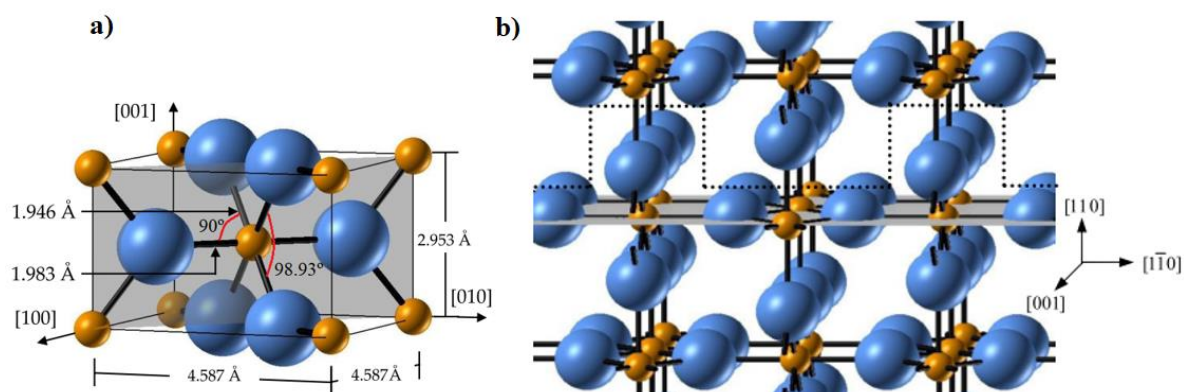 a)
[001]
1.946 Å
90°
2.953 Å
1.983 Å
98.93°
[100]
[010]
4.587 Å
4.587 Å
b)
[110]
[11̅0]
[001]